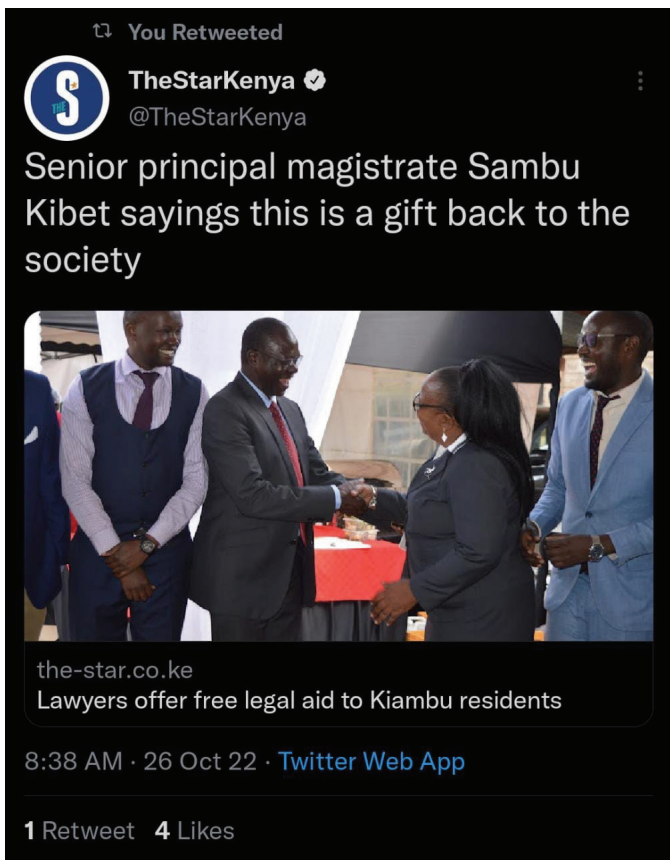 You Retweeted
TheStarKenya
@TheStarKenya
THE S
Senior principal magistrate Sambu
Kibet sayings this is a gift back to the
society
the-star.co.ke
Lawyers offer free legal aid to Kiambu residents
8:38 AM · 26 Oct 22 · Twitter Web App
1 Retweet 4 Likes